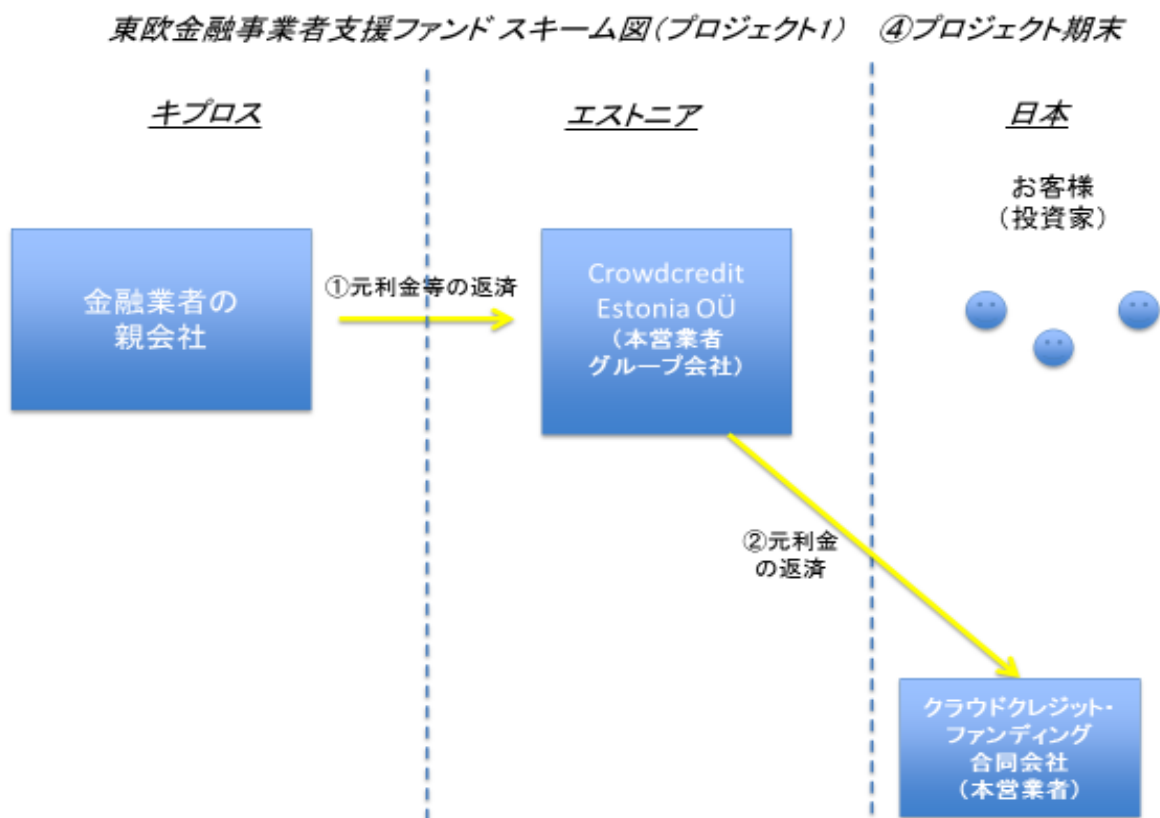 東欧金融事業者支援ファンド スキーム図(プロジェクト1) ④プロジェクト期末
キプロス
エストニア
日本
お客様
(投資家)
金融業者の
親会社
①元利金等の返済
Crowdcredit
Estonia OÜ
(本営業者
グループ会社)
②元利金
の返済
クラウドクレジット・
ファンディング
合同会社
(本営業者)